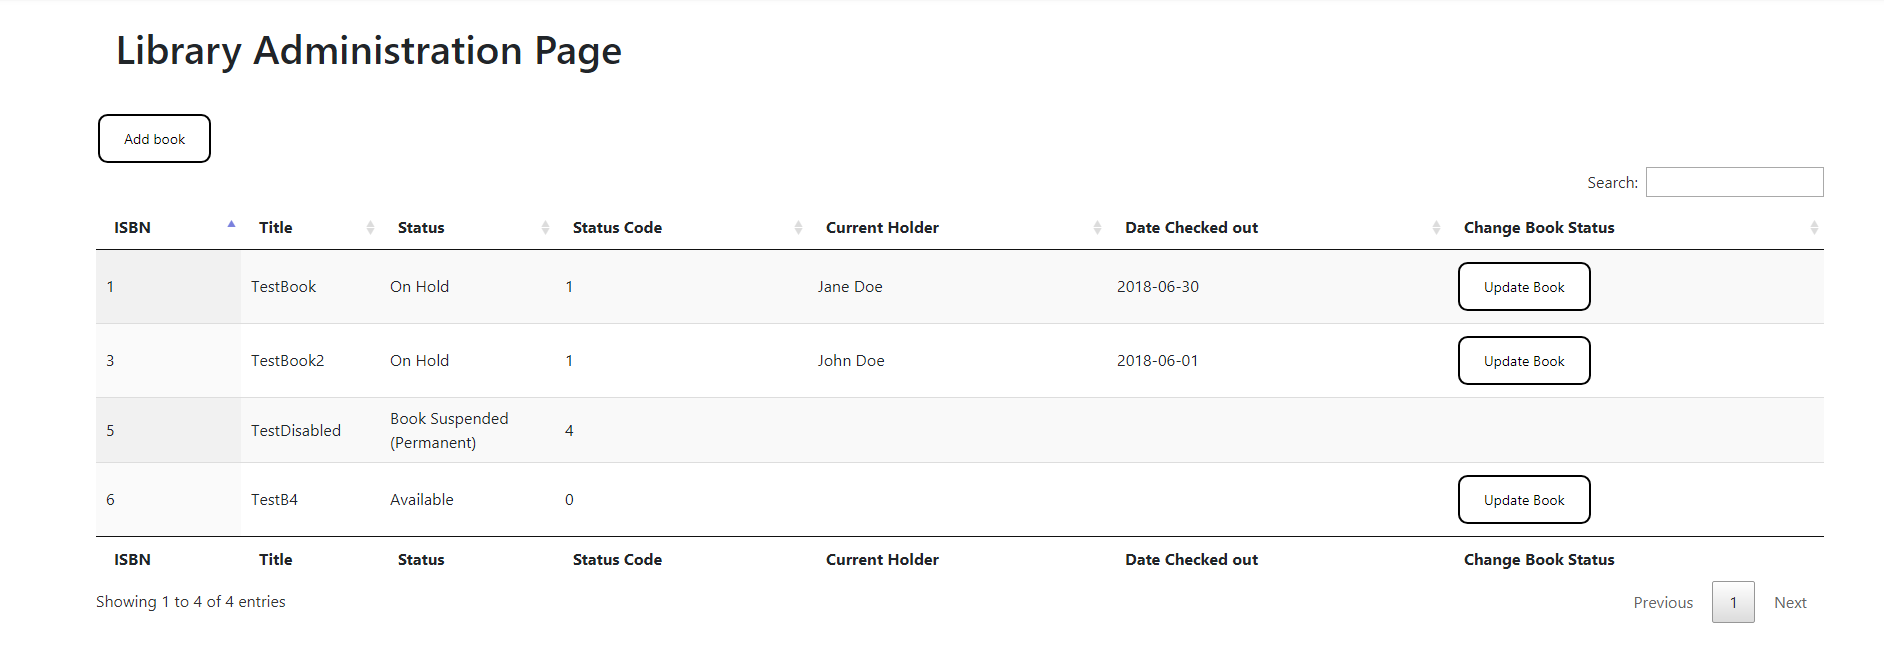 Library Administration Page
Add book
Search:
ISBN Title Status Status Code Current Holder Date Checked out Change Book Status
1 TestBook On Hold 1 Jane Doe 2018-06-30 Update Book
3 TestBook2 On Hold 1 John Doe 2018-06-01 Update Book
5 TestDisabled Book Suspended (Permanent) 4
6 TestB4 Available 0 Update Book
ISBN Title Status Status Code Current Holder Date Checked out Change Book Status
Showing 1 to 4 of 4 entries Previous 1 Next